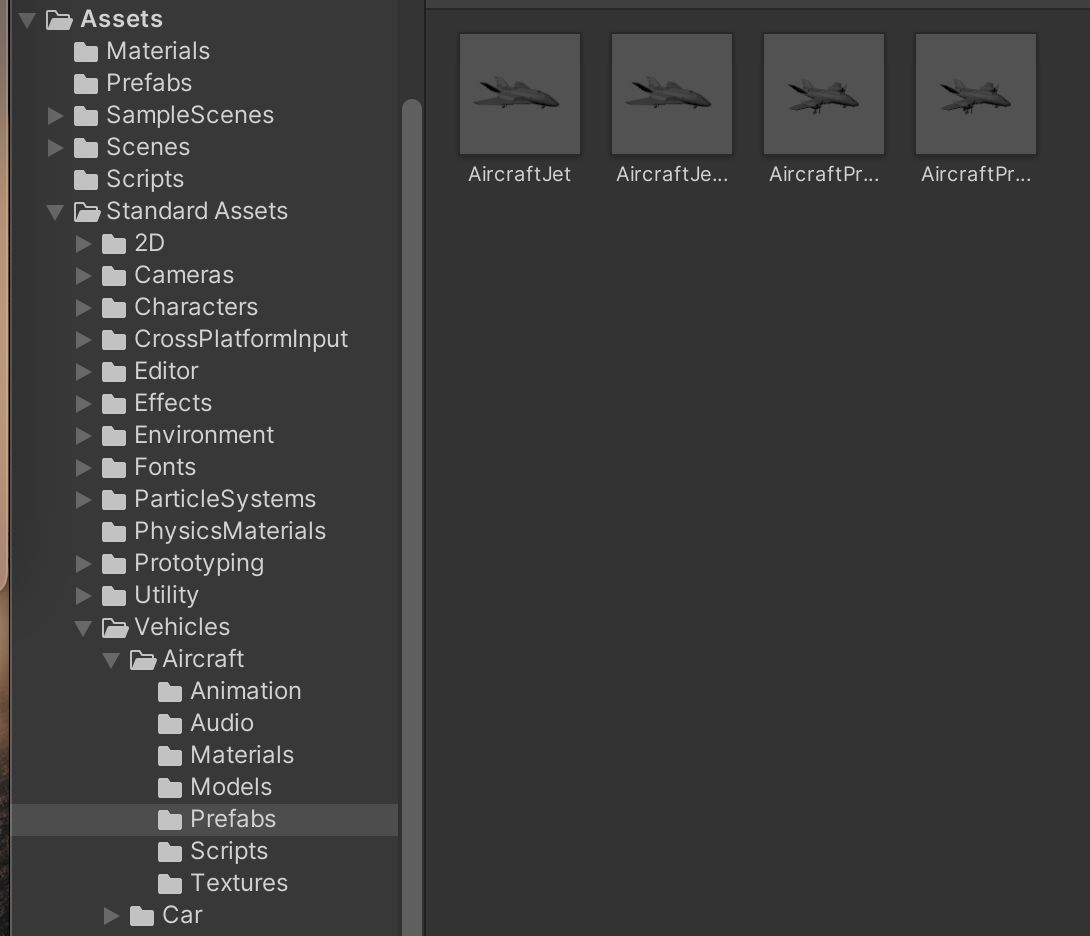 Assets
Materials
Prefabs
SampleScenes
Scenes
Scripts
Standard Assets
2D
Cameras
Characters
CrossPlatformInput
Editor
Effects
Environment
Fonts
ParticleSystems
PhysicsMaterials
Prototyping
Utility
Vehicles
Aircraft
Animation
Audio
Materials
Models
Prefabs
Scripts
Textures
Car
AircraftJet AircraftJe... AircraftPr... AircraftPr...